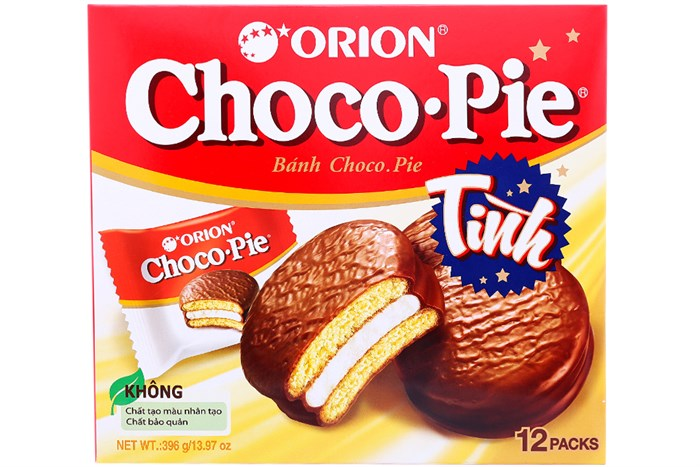 ORION®
Choco·Pie®
Bánh Choco.Pie
Tình
ORION®
Choco·Pie®
KHÔNG
Chất tạo màu nhân tạo
Chất bảo quản
NET WT.:396 g/13.97 oz
12 PACKS